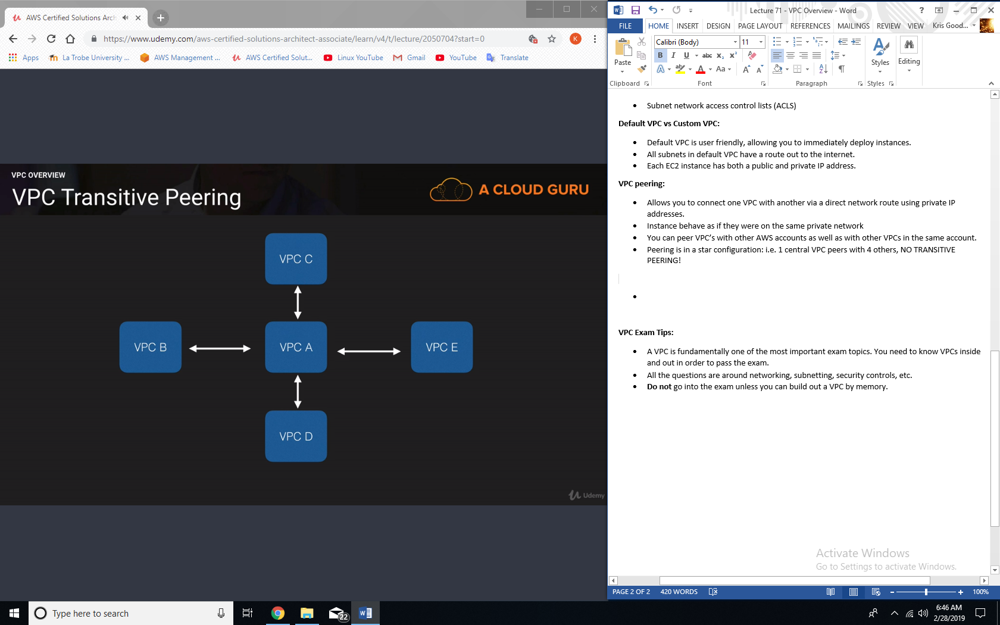 AWS Certified Solutions Arch
https://www.udemy.com/aws-certified-solutions-architect-associate/learn/v4/t/lecture/2050704?start=0
K
Apps
La Trobe University ...
AWS Management ...
AWS Certified Solut...
Linux YouTube
Gmail
YouTube
Translate
VPC OVERVIEW
VPC Transitive Peering
A CLOUD GURU
VPC C
VPC B
VPC A
VPC E
VPC D
Udemy
Lecture 71 - VPC Overview - Word
FILE HOME INSERT DESIGN PAGE LAYOUT REFERENCES MAILINGS REVIEW VIEW Kris Good...
Calibri (Body) 11
Paste
B I U abc x₂ x²
A ab A Aa A A
Styles
Editing
Clipboard Font Paragraph Styles
• Subnet network access control lists (ACLS)
Default VPC vs Custom VPC:
• Default VPC is user friendly, allowing you to immediately deploy instances.
• All subnets in default VPC have a route out to the internet.
• Each EC2 instance has both a public and private IP address.
VPC peering:
• Allows you to connect one VPC with another via a direct network route using private IP
addresses.
• Instance behave as if they were on the same private network
• You can peer VPC’s with other AWS accounts as well as with other VPCs in the same account.
• Peering is in a star configuration: i.e. 1 central VPC peers with 4 others, NO TRANSITIVE
PEERING!
•
VPC Exam Tips:
• A VPC is fundamentally one of the most important exam topics. You need to know VPCs inside
and out in order to pass the exam.
• All the questions are around networking, subnetting, security controls, etc.
• Do not go into the exam unless you can build out a VPC by memory.
Activate Windows
Go to Settings to activate Windows.
PAGE 2 OF 2 420 WORDS 100%
Type here to search
22
6:46 AM
2/28/2019